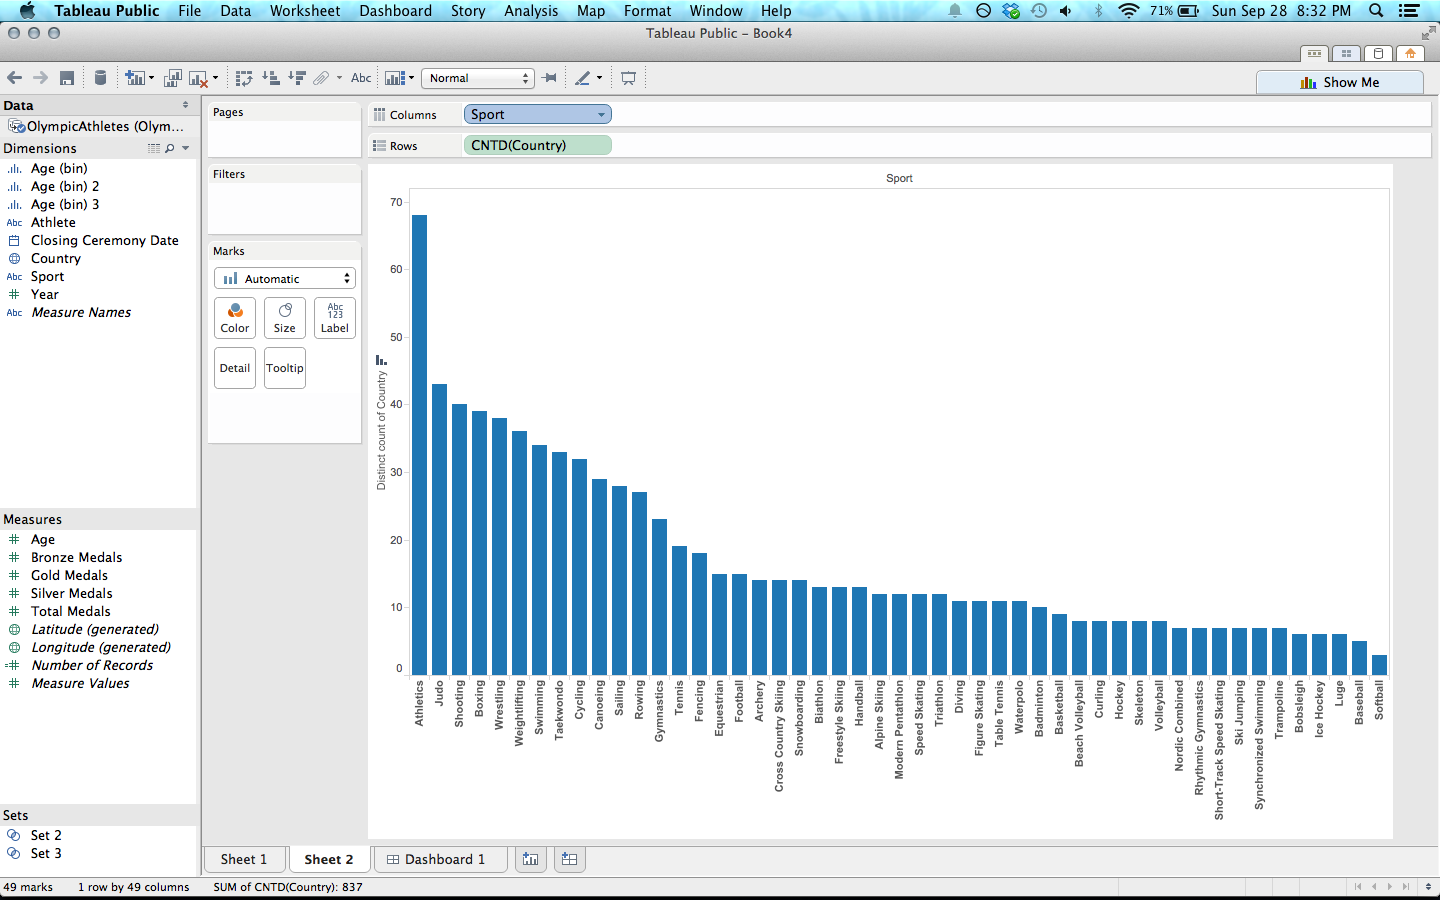 Tableau Public File Data Worksheet Dashboard Story Analysis Map Format Window Help 71% Sun Sep 28 8:32 PM
Tableau Public - Book4
Abc Normal Show Me
Data
OlympicAthletes (Olym...
Dimensions
Age (bin)
Age (bin) 2
Age (bin) 3
Abc Athlete
Closing Ceremony Date
Country
Abc Sport
# Year
Abc Measure Names
Measures
# Age
# Bronze Medals
# Gold Medals
# Silver Medals
# Total Medals
Latitude (generated)
Longitude (generated)
=# Number of Records
# Measure Values
Sets
Set 2
Set 3
Pages
Filters
Marks
Automatic
Color
Size
Abc
123
Label
Detail
Tooltip
Columns Sport
Rows CNTD(Country)
Sport
Distinct count of Country
70
60
50
40
30
20
10
0
Athletics
Judo
Shooting
Boxing
Wrestling
Weightlifting
Swimming
Taekwondo
Cycling
Canoeing
Sailing
Rowing
Gymnastics
Tennis
Fencing
Equestrian
Football
Archery
Cross Country Skiing
Snowboarding
Biathlon
Freestyle Skiing
Handball
Alpine Skiing
Modern Pentathlon
Speed Skating
Triathlon
Diving
Figure Skating
Table Tennis
Waterpolo
Badminton
Basketball
Beach Volleyball
Curling
Hockey
Skeleton
Volleyball
Nordic Combined
Rhythmic Gymnastics
Short-Track Speed Skating
Ski Jumping
Synchronized Swimming
Trampoline
Bobsleigh
Ice Hockey
Luge
Baseball
Softball
Sheet 1 Sheet 2 Dashboard 1
49 marks 1 row by 49 columns SUM of CNTD(Country): 837